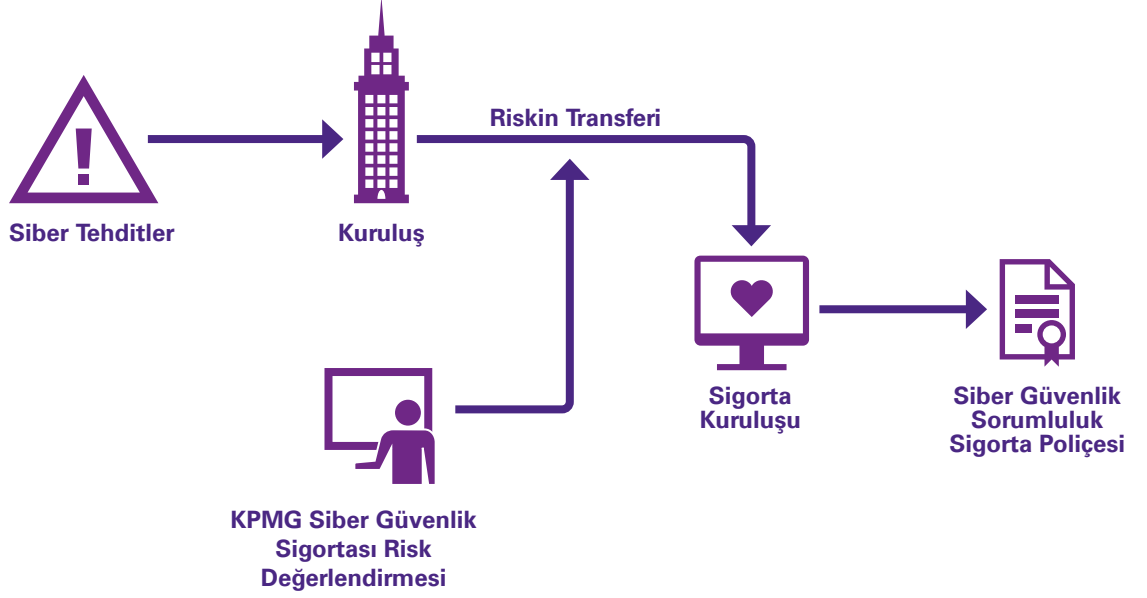 Riskin Transferi
Siber Tehditler
Kuruluş
Sigorta
Kuruluşu
Siber Güvenlik
Sorumluluk
Sigorta Poliçesi
KPMG Siber Güvenlik
Sigortası Risk
Değerlendirmesi